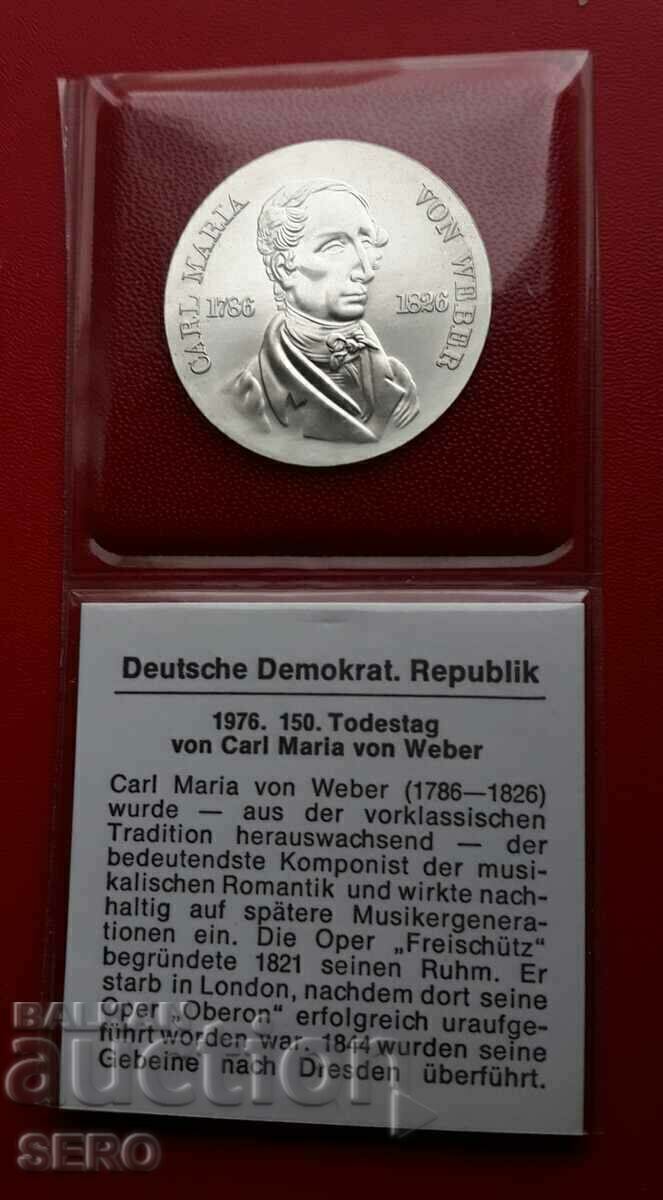 CARL MARIA VON WEBER
1786 1826
Deutsche Demokrat. Republik
1976. 150. Todestag
von Carl Maria von Weber
Carl Maria von Weber (1786—1826)
wurde — aus der vorklassischen
Tradition herauswachsend — der
bedeutendste Komponist der musi-
kalischen Romantik und wirkte nach-
haltig auf spätere Musikergenera-
tionen ein. Die Oper „Freischütz“
begründete 1821 seinen Ruhm. Er
starb in London, nachdem dort seine
Oper „Oberon“ erfolgreich uraufge-
führt worden war. 1844 wurden seine
Gebeine nach Dresden überführt.
BALKAN
auction
SERO